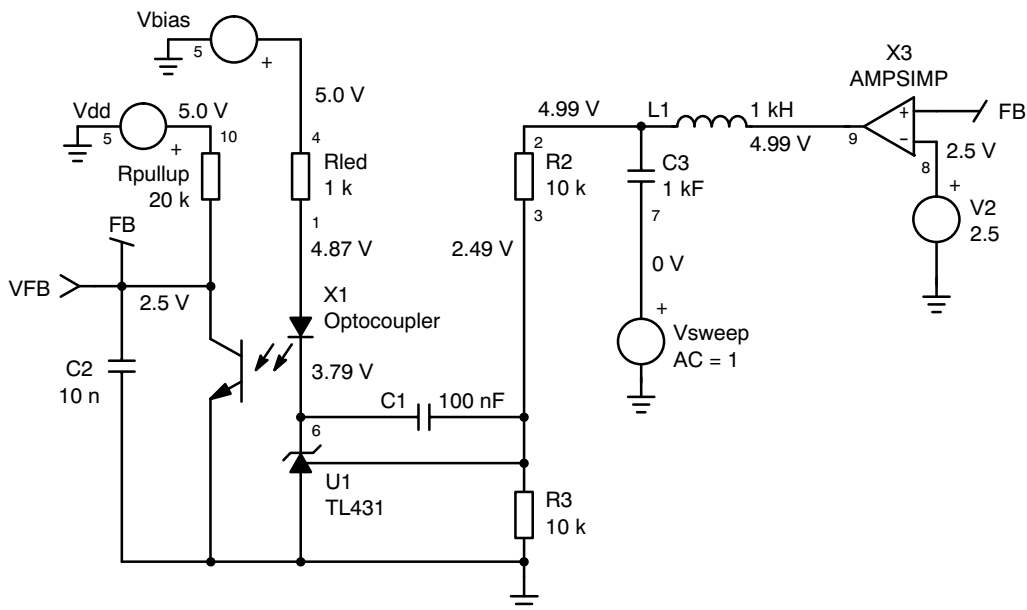 Vbias
5
+
5.0 V
4
Vdd
5
+
5.0 V
10
Rpullup
20 k
Rled
1 k
1
4.87 V
FB
VFB
2.5 V
C2
10 n
X1
Optocoupler
3.79 V
6
U1
TL431
C1
100 nF
4.99 V
2
R2
10 k
3
2.49 V
R3
10 k
L1
1 kH
4.99 V
9
C3
1 kF
7
0 V
+
Vsweep
AC = 1
X3
AMPSIMP
+
–
FB
2.5 V
8
+
V2
2.5